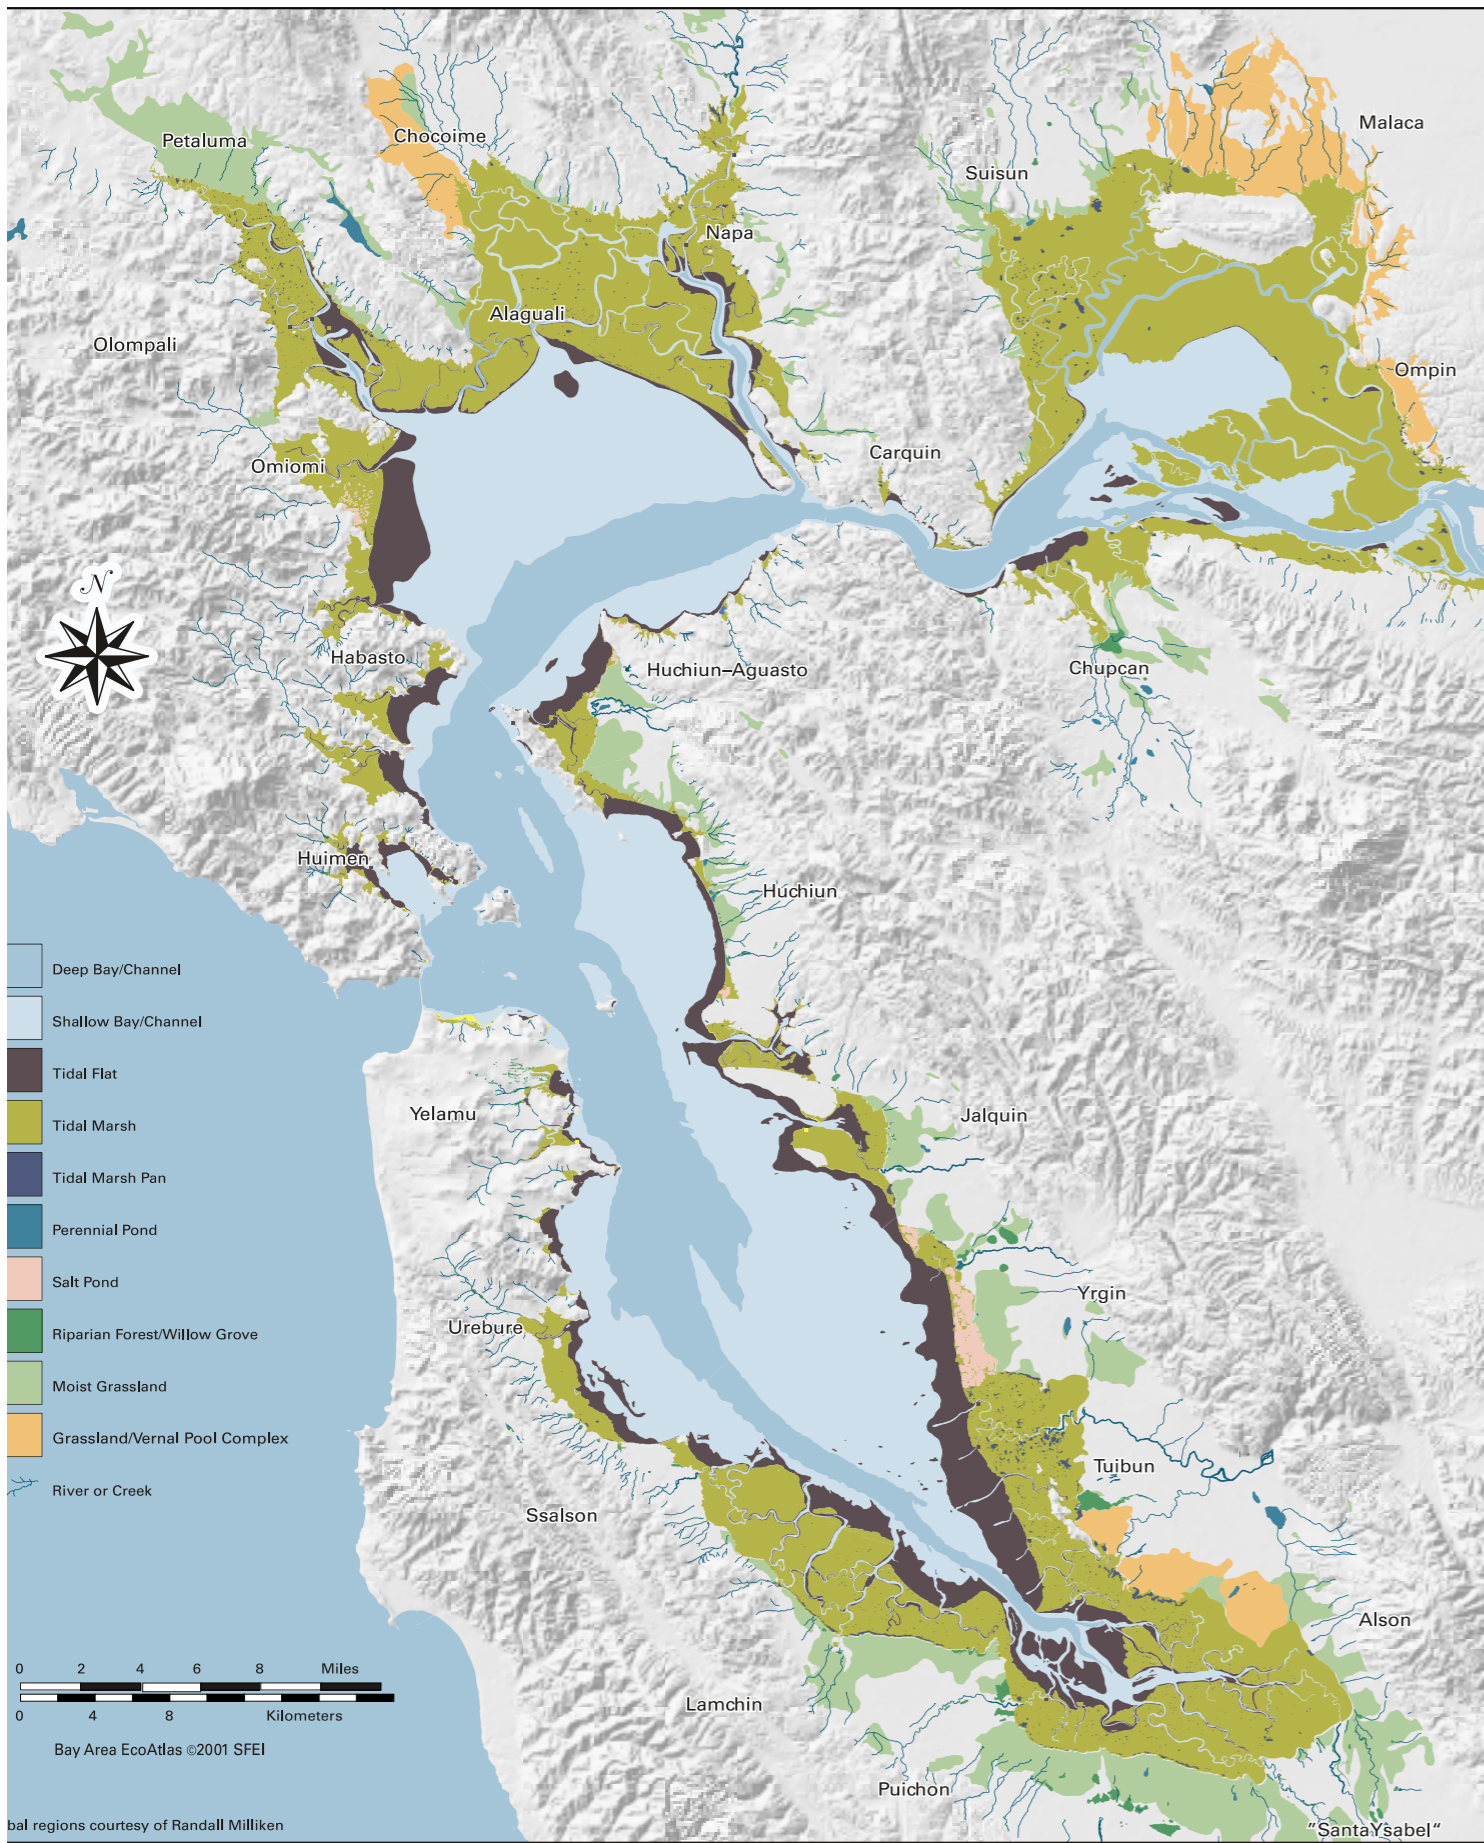 Malaca
Petaluma
Chocoime
Suisun
Napa
Alaguali
Olompali
Ompin
Carquin
Omiomi
N
Habasto
Huchiun–Aguasto
Chupcan
Huimen
Huchiun
Deep Bay/Channel
Shallow Bay/Channel
Tidal Flat
Yelamu
Jalquin
Tidal Marsh
Tidal Marsh Pan
Perennial Pond
Salt Pond
Yrgin
Urebure
Riparian Forest/Willow Grove
Moist Grassland
Grassland/Vernal Pool Complex
Tuibun
River or Creek
Ssalson
Alson
0 2 4 6 8 Miles
Lamchin
0 4 8 Kilometers
Bay Area EcoAtlas ©2001 SFEI
Puichon
bal regions courtesy of Randall Milliken
"SantaYsabel"